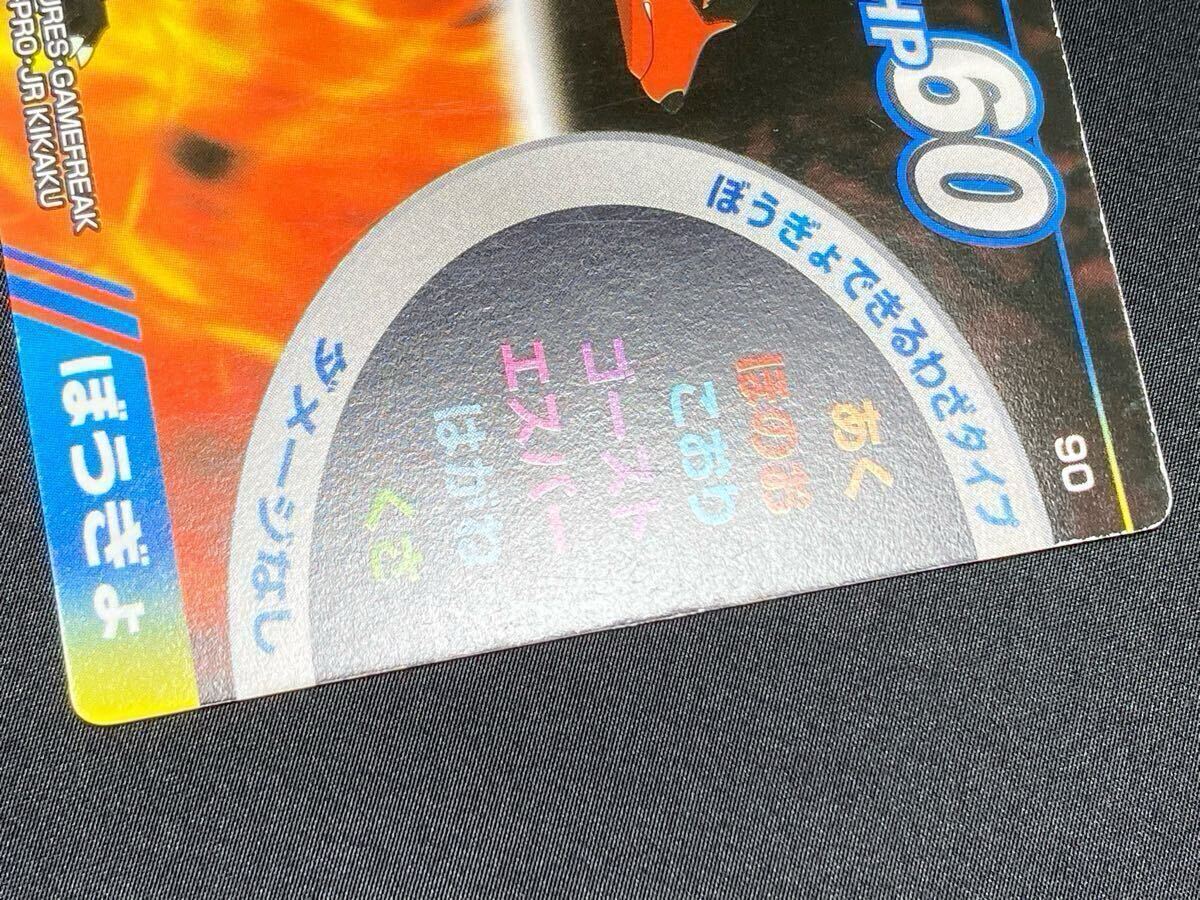 HP60
90
ぼうぎょできるわざタイプ
あく
ほのお
こおり
ゴースト
エスパー
はがね
くさ
ダメージなし
ぼうぎょ
URES・GAMEFREAK
PRO・JR KIKAKU